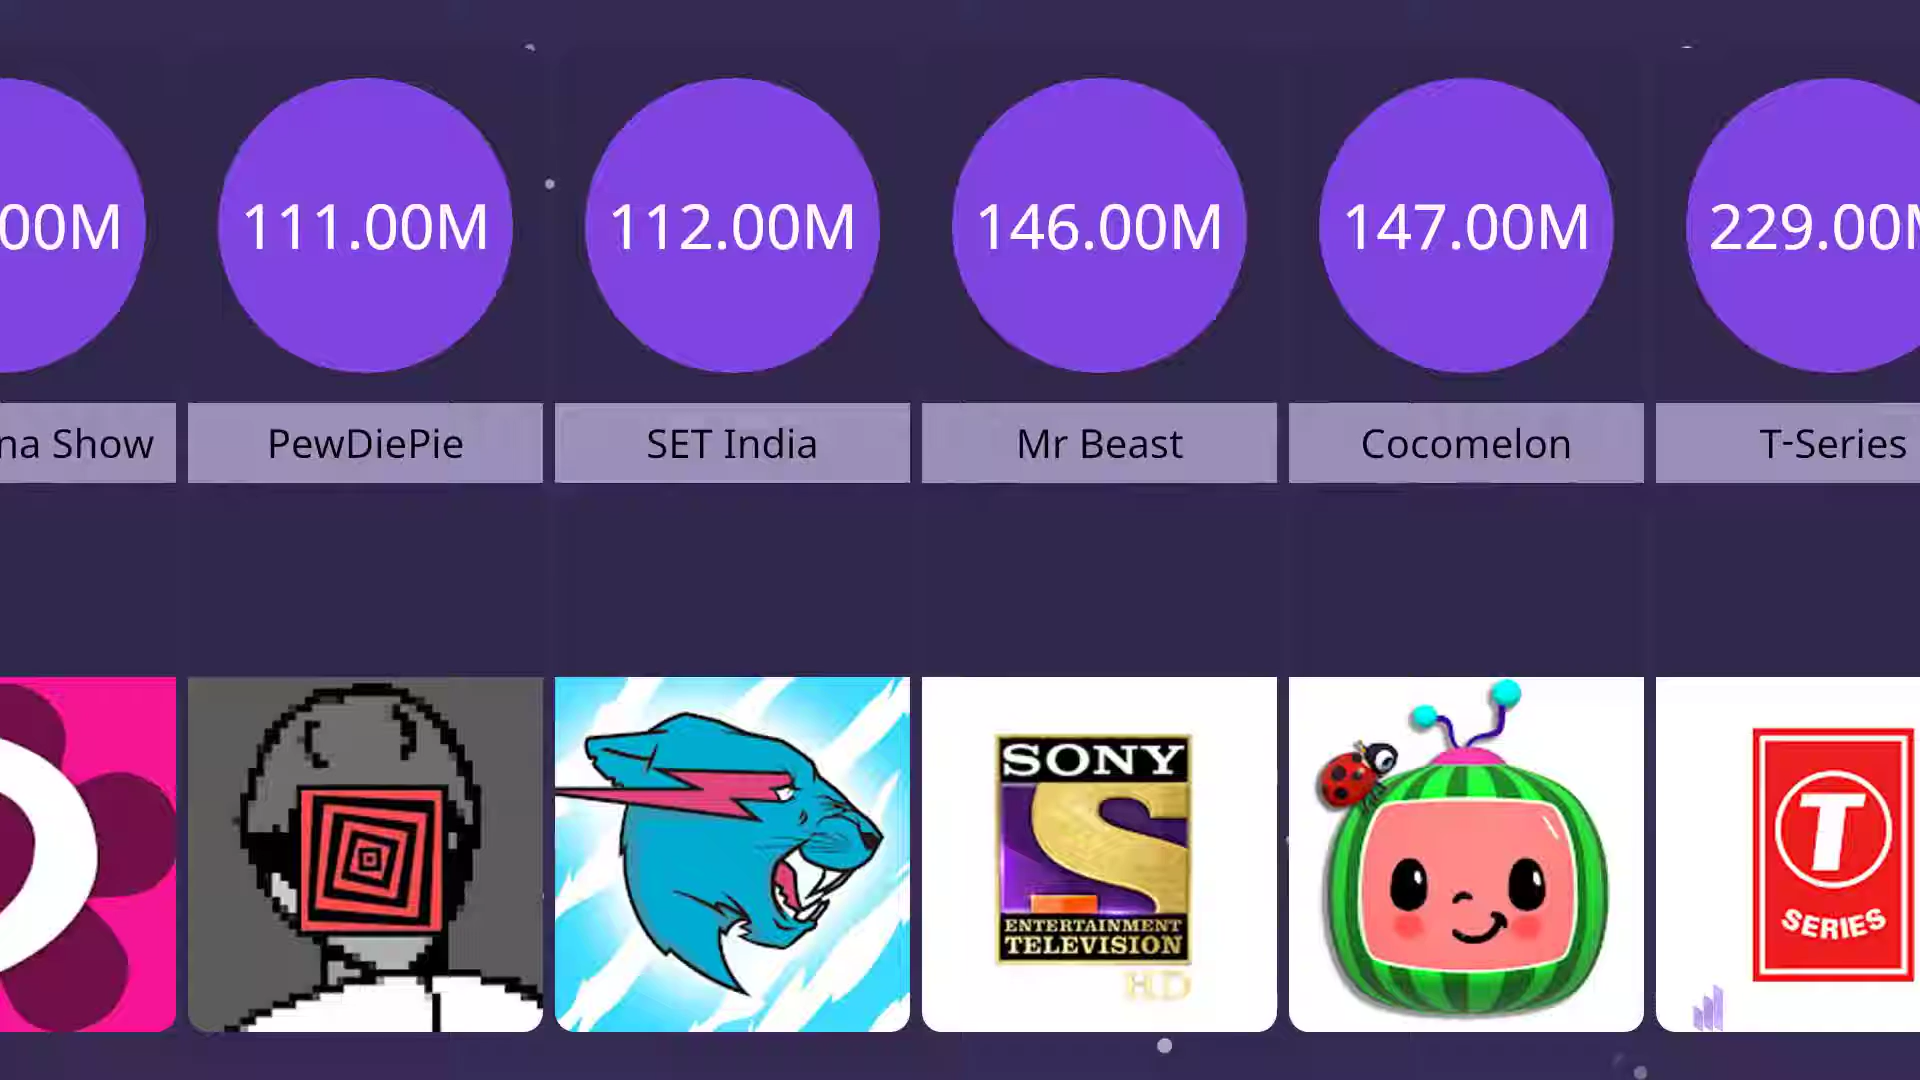 00M 111.00M 112.00M 146.00M 147.00M 229.00M
na Show PewDiePie SET India Mr Beast Cocomelon T-Series
SONY
ENTERTAINMENT
TELEVISION
HD
T
SERIES